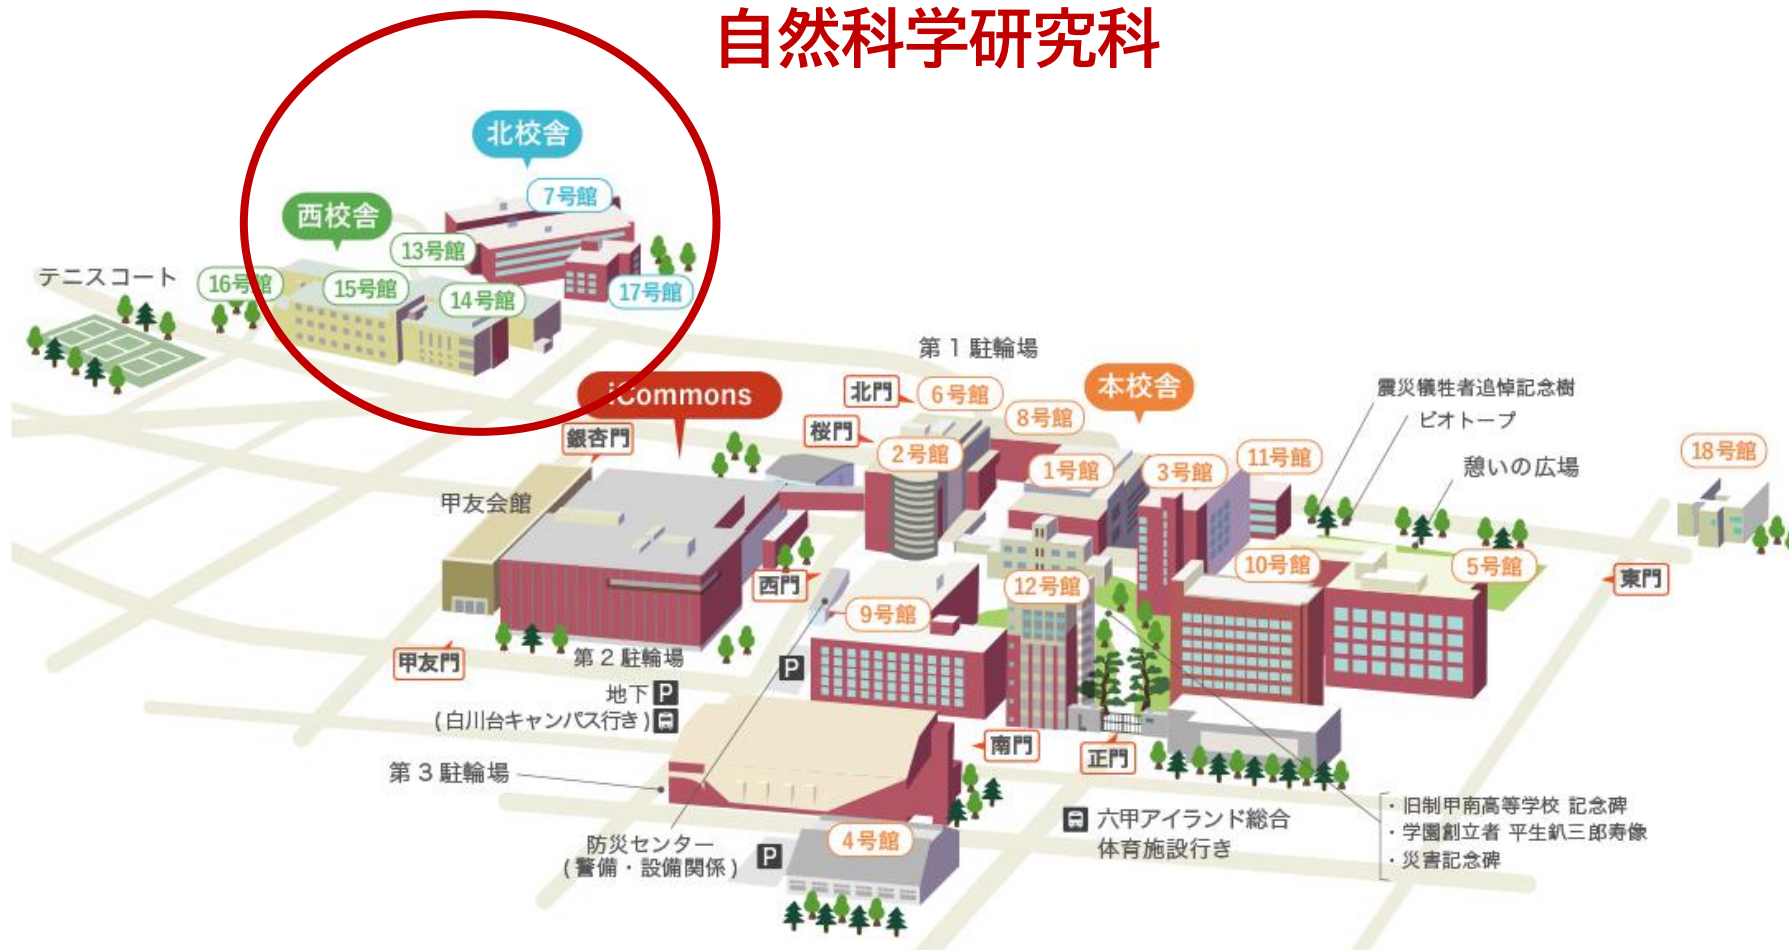 自然科学研究科
北校舎
7号館
西校舎
13号館
テニスコート
16号館
15号館
14号館
17号館
第1駐輪場
iCommons
北門
6号館
本校舎
震災犠牲者追悼記念樹
8号館
ビオトープ
桜門
銀杏門
2号館
1号館
3号館
11号館
憩いの広場
18号館
甲友会館
西門
12号館
10号館
5号館
東門
9号館
甲友門
第2駐輪場
P
地下 P
(白川台キャンパス行き)
南門
正門
第3駐輪場
防災センター
(警備・設備関係)
P
4号館
六甲アイランド総合
体育施設行き
・旧制甲南高等学校 記念碑
・学園創立者 平生釟三郎寿像
・災害記念碑